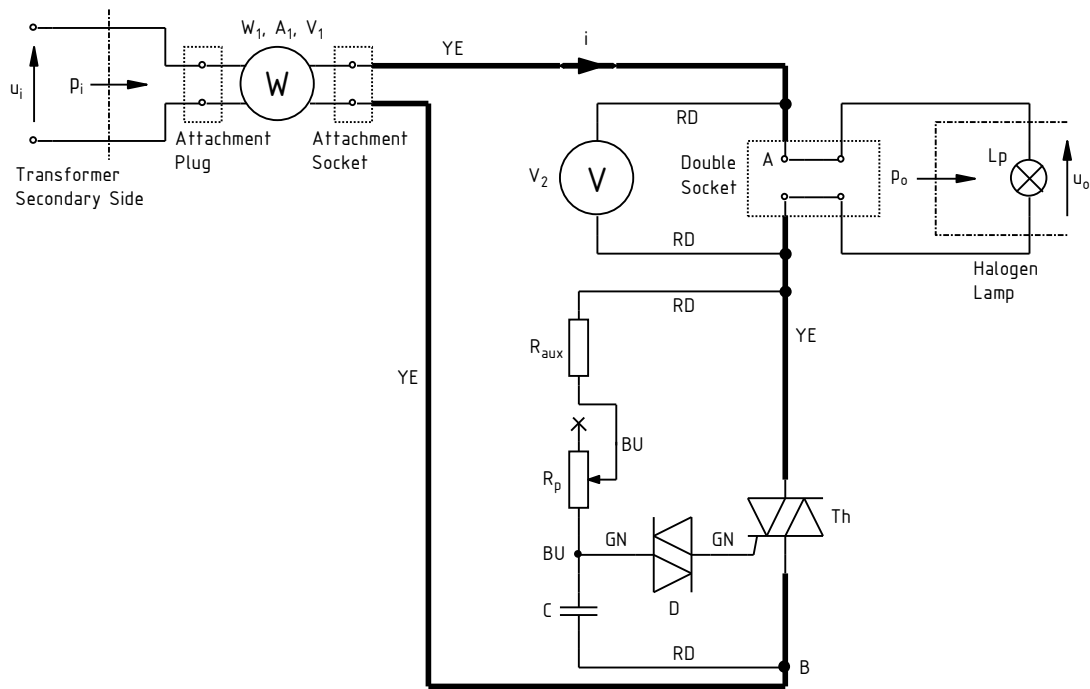 W1, A1, V1
YE
i
ui
pi
W
Attachment
Plug
Attachment
Socket
Transformer
Secondary Side
RD
V2
V
Double
Socket
A
po
Lp
uo
RD
Halogen
Lamp
RD
YE
Raux
YE
BU
Rp
Th
BU
GN
GN
C
D
RD
B